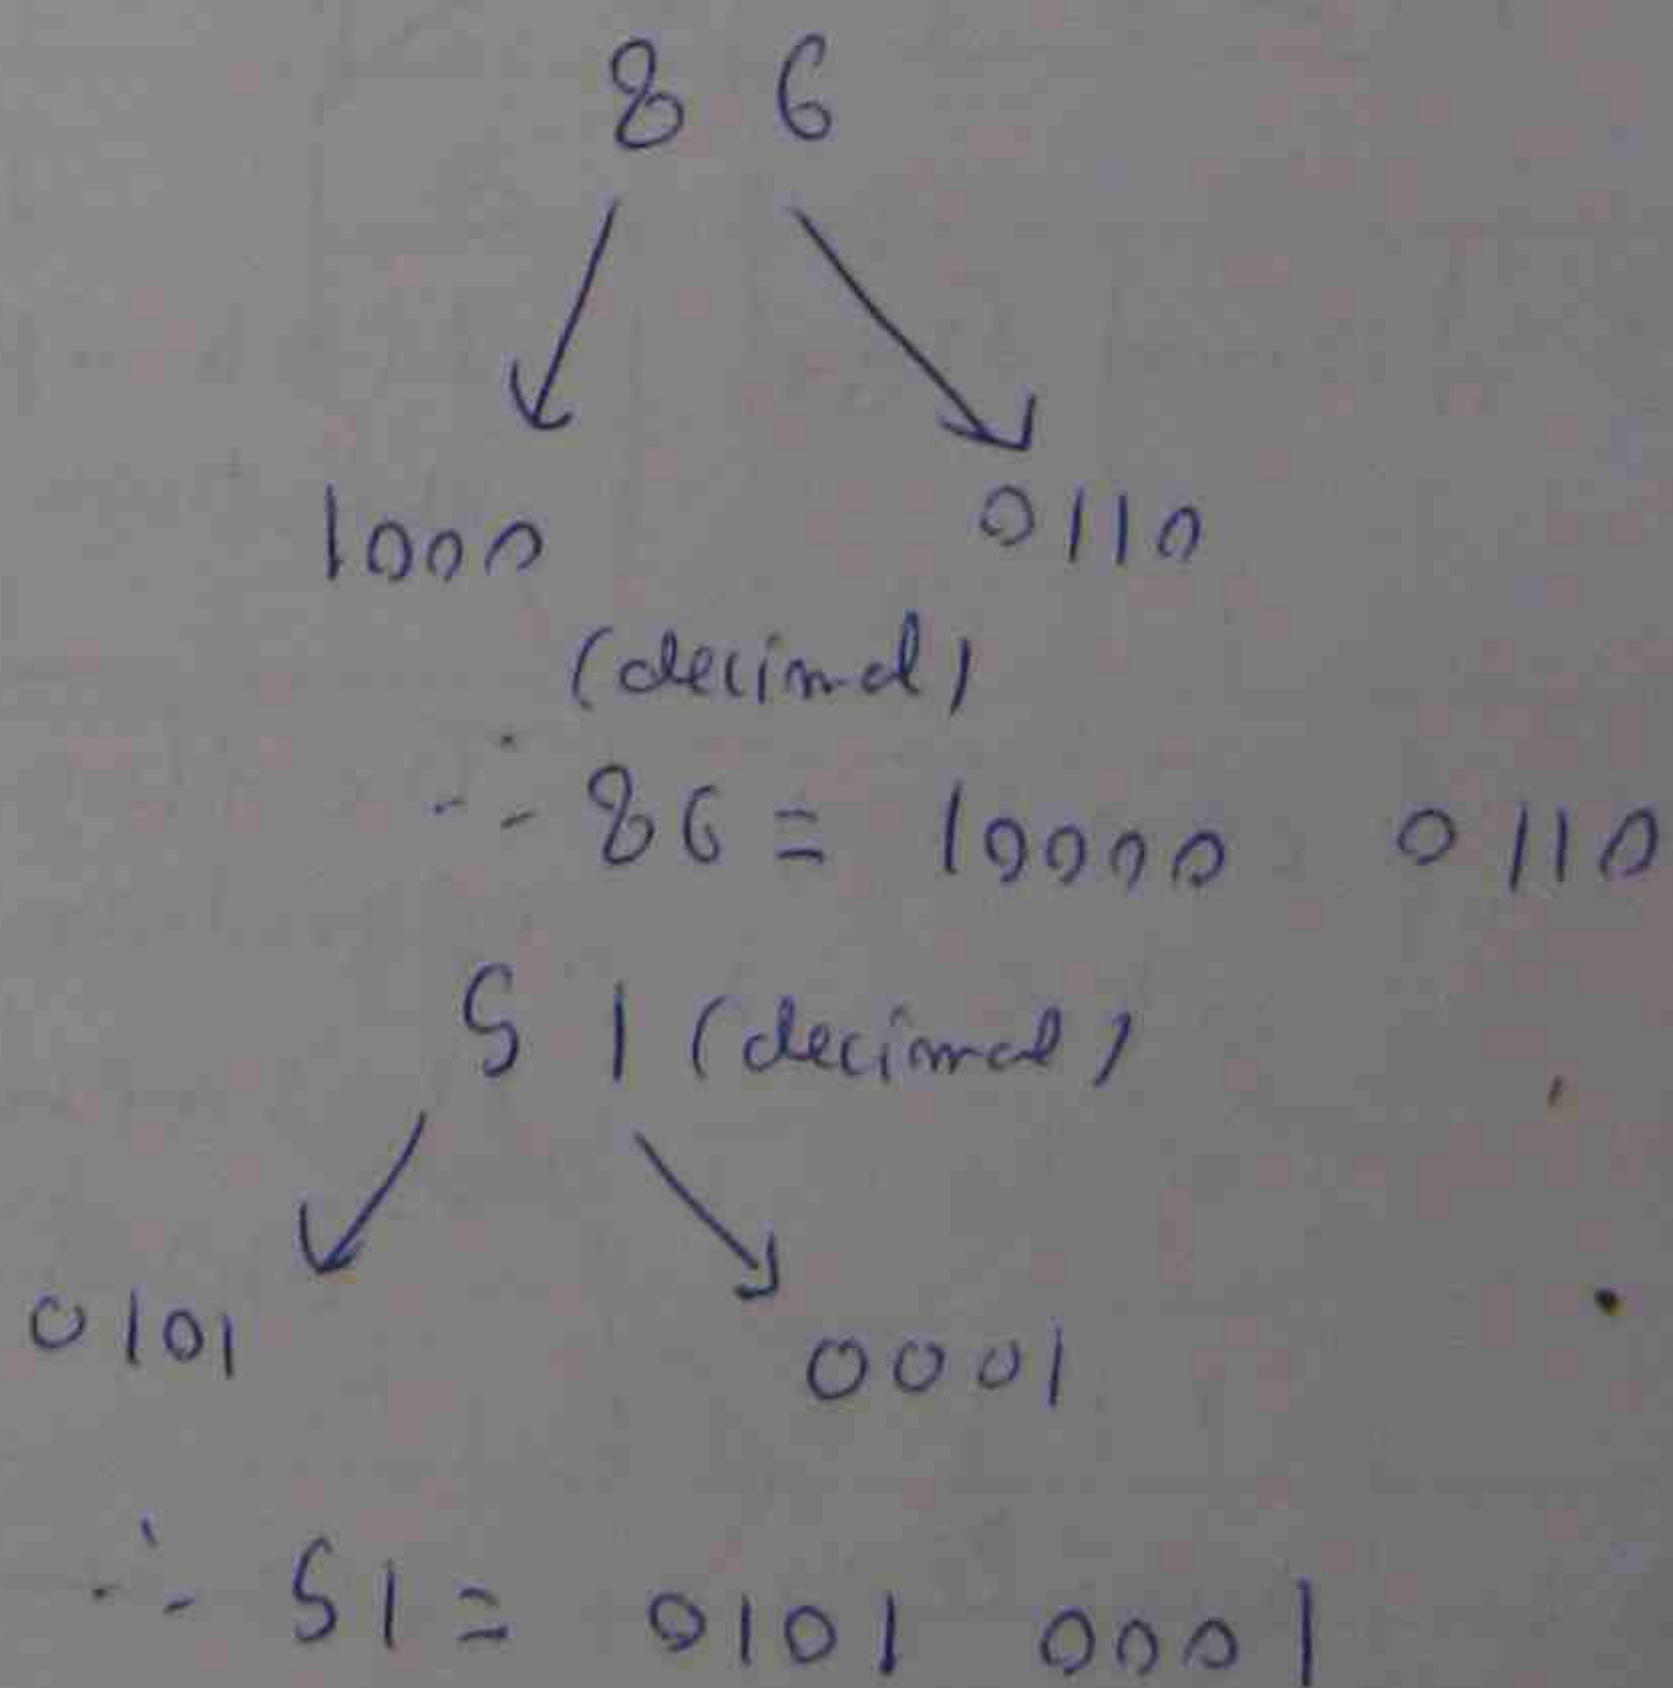 8 6
1000 0110
(decimal)
∴ 86 = 10000 0110
5 1 (decimal)
0101 0001
∴ 51 = 0101 0001